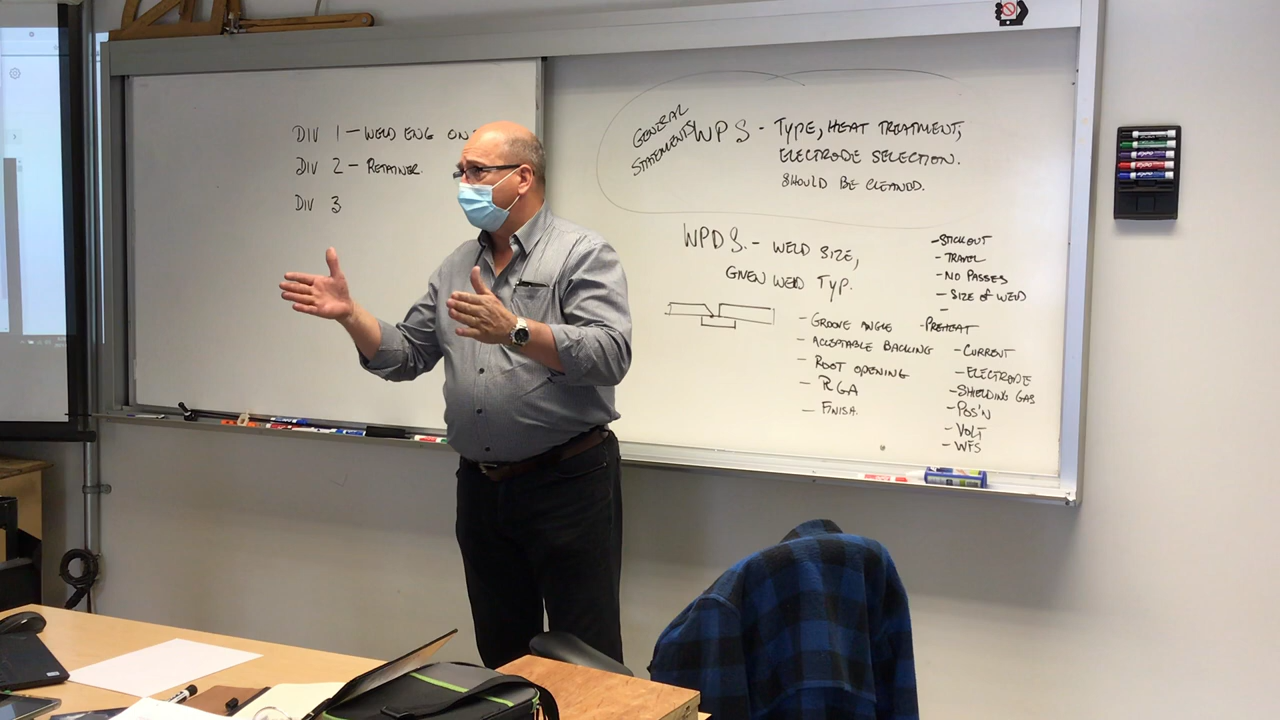 DIV 1 - WELD ENG ON
DIV 2 - RETAINER.
DIV 3
GENERAL
STATEMENTS
WPS - TYPE, HEAT TREATMENT,
ELECTRODE SELECTION.
SHOULD BE CLEANED.
WPDS. - WELD SIZE,
GIVEN WELD TYP.
- GROOVE ANGLE
- ACCEPTABLE BACKING
- ROOT OPENING
- RGA
- FINISH.
- STICKOUT
- TRAVEL
- NO PASSES
- SIZE OF WELD
-
- PREHEAT
- CURRENT
- ELECTRODE
- SHIELDING GAS
- POS'N
- VOLT
- WFS